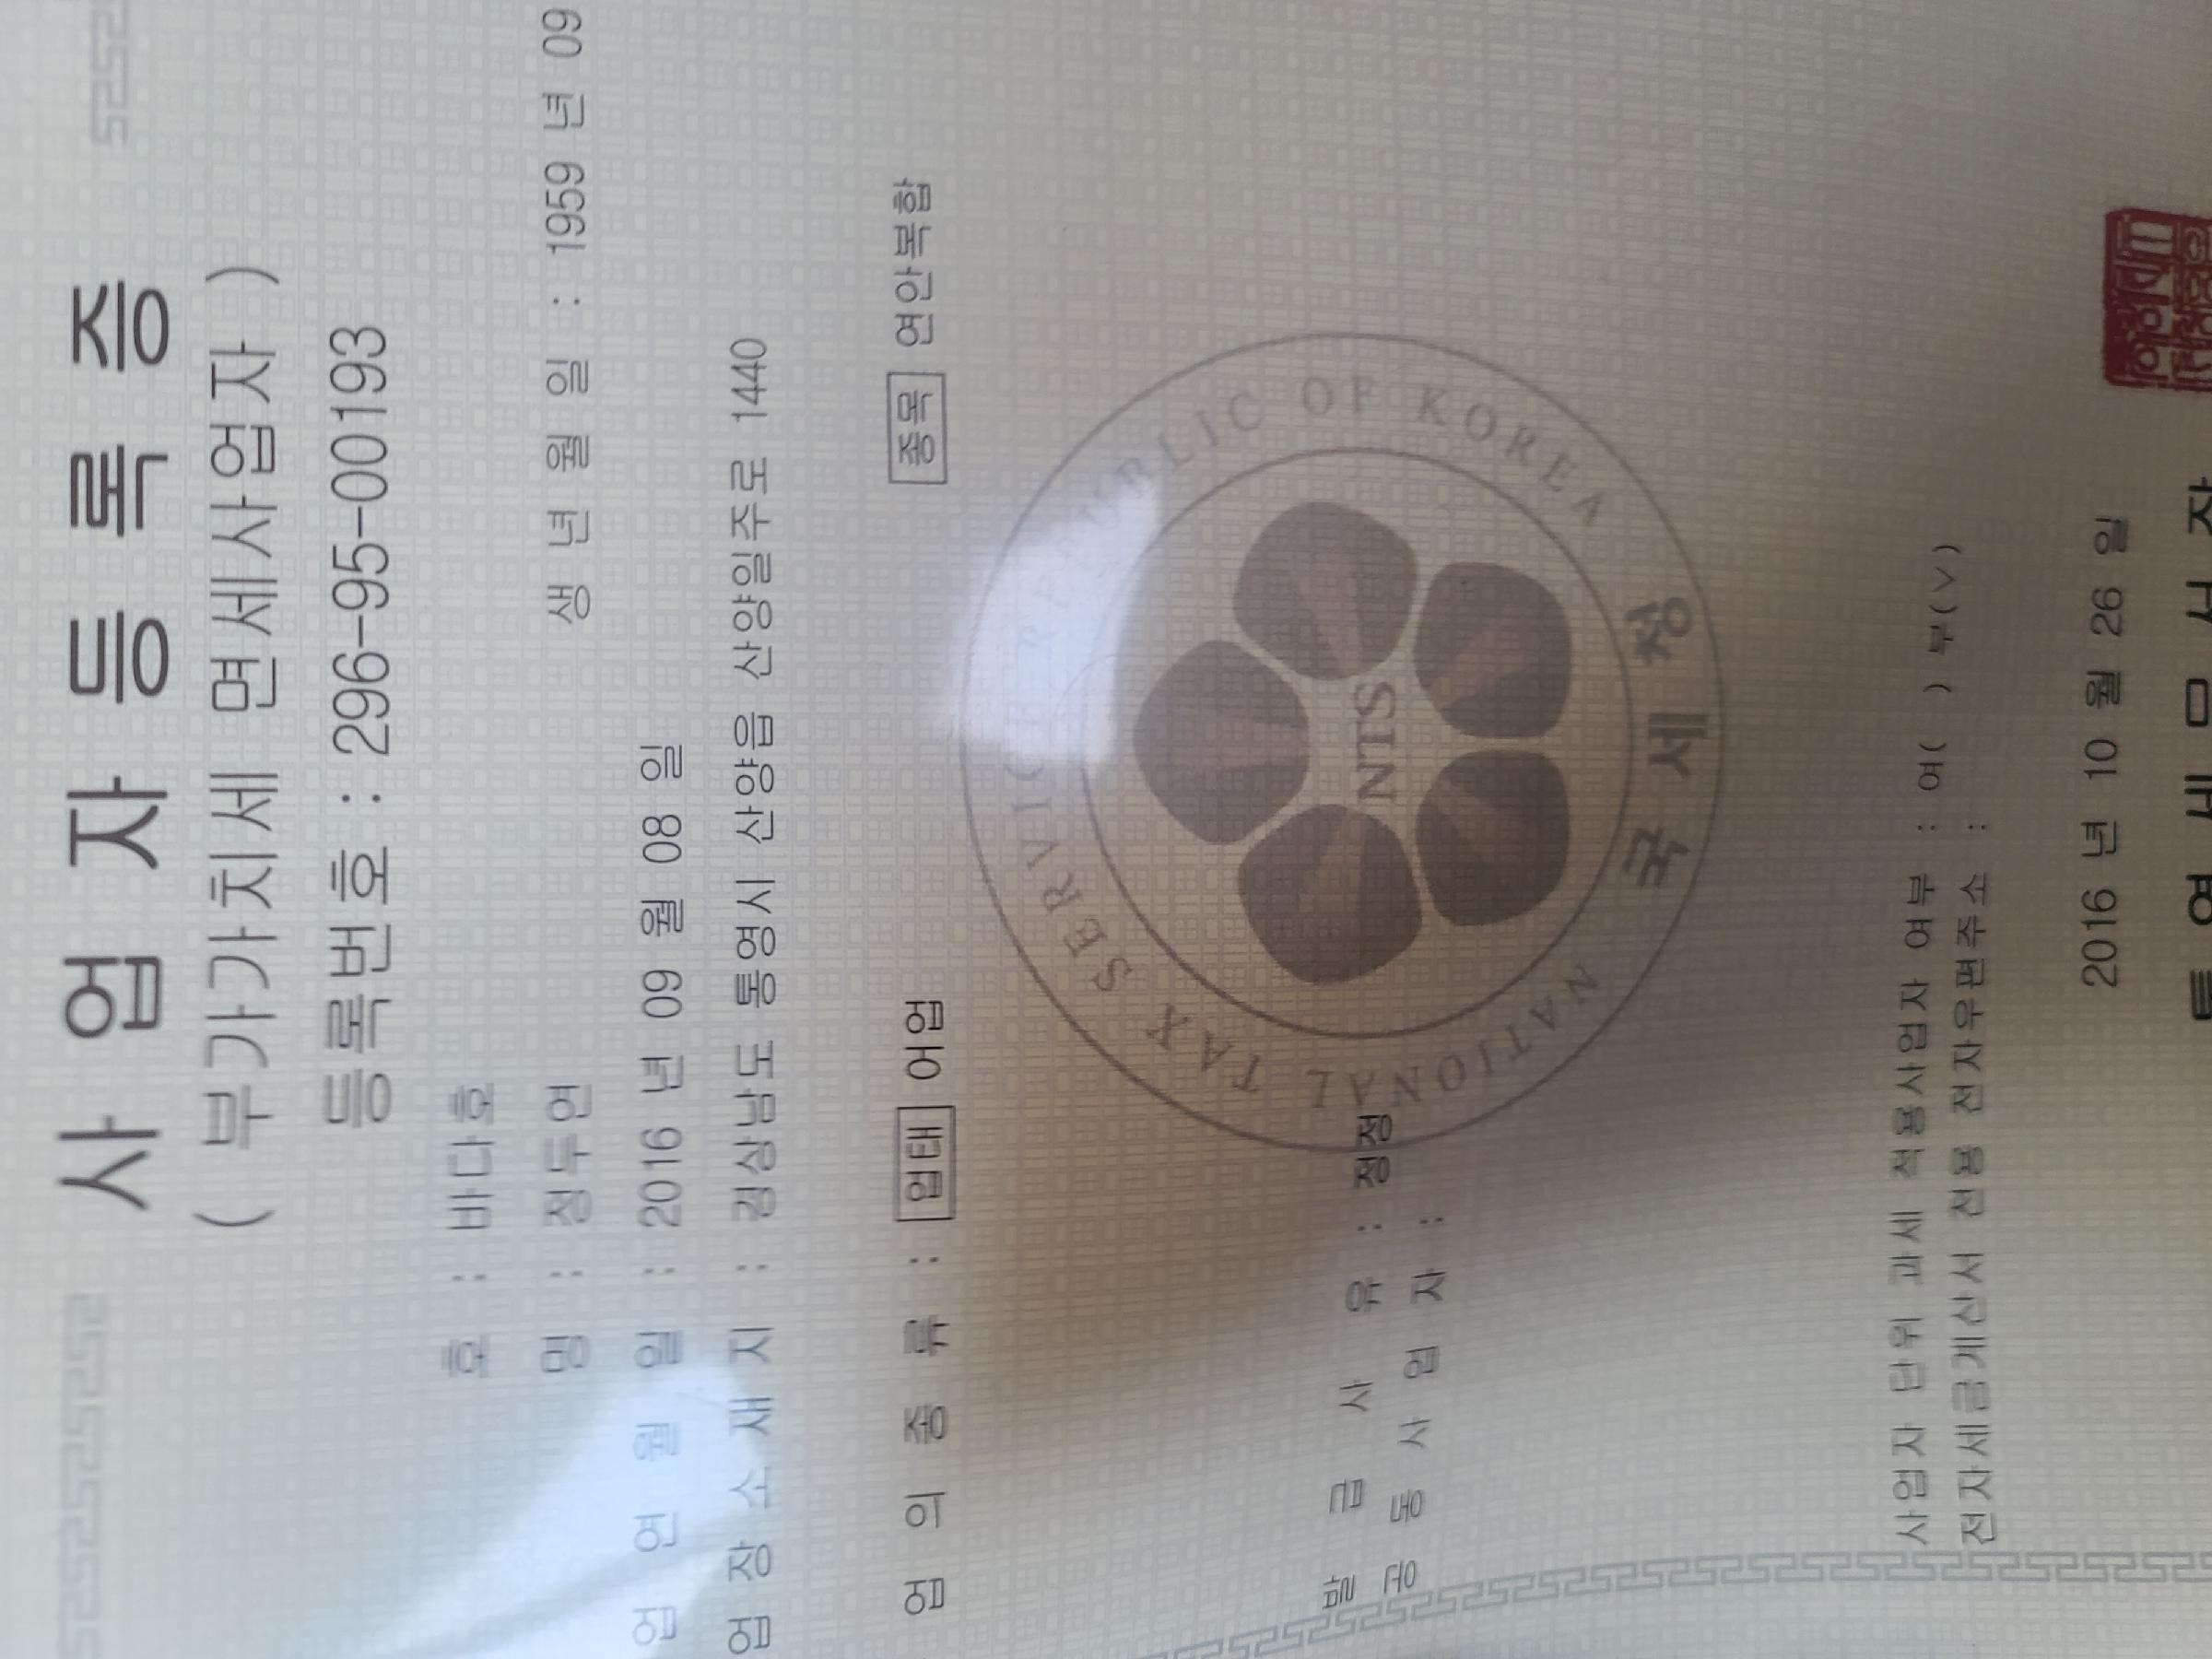 사업자등록증
( 부가가치세 면세사업자 )
등록번호 : 296-95-00193
호 : 바다호
명 : 정두언 생 년 월 일 : 1959 년 09
업 연 월 일 : 2016 년 09 월 08 일
업 장 소 재 지 : 경상남도 통영시 산양읍 산양일주로 1440
업 의 종 류 : 업태 어업 종목 연안복합
NATIONAL TAX SERVICE REPUBLIC OF KOREA
NTS
국세청
발 급 사 유 : 정정
공 동 사 업 자 :
사업자 단위 과세 적용사업자 여부 : 여( ) 부(∨)
전자세금계산서 전용 전자우편주소 :
2016 년 10 월 26 일
통 영 세